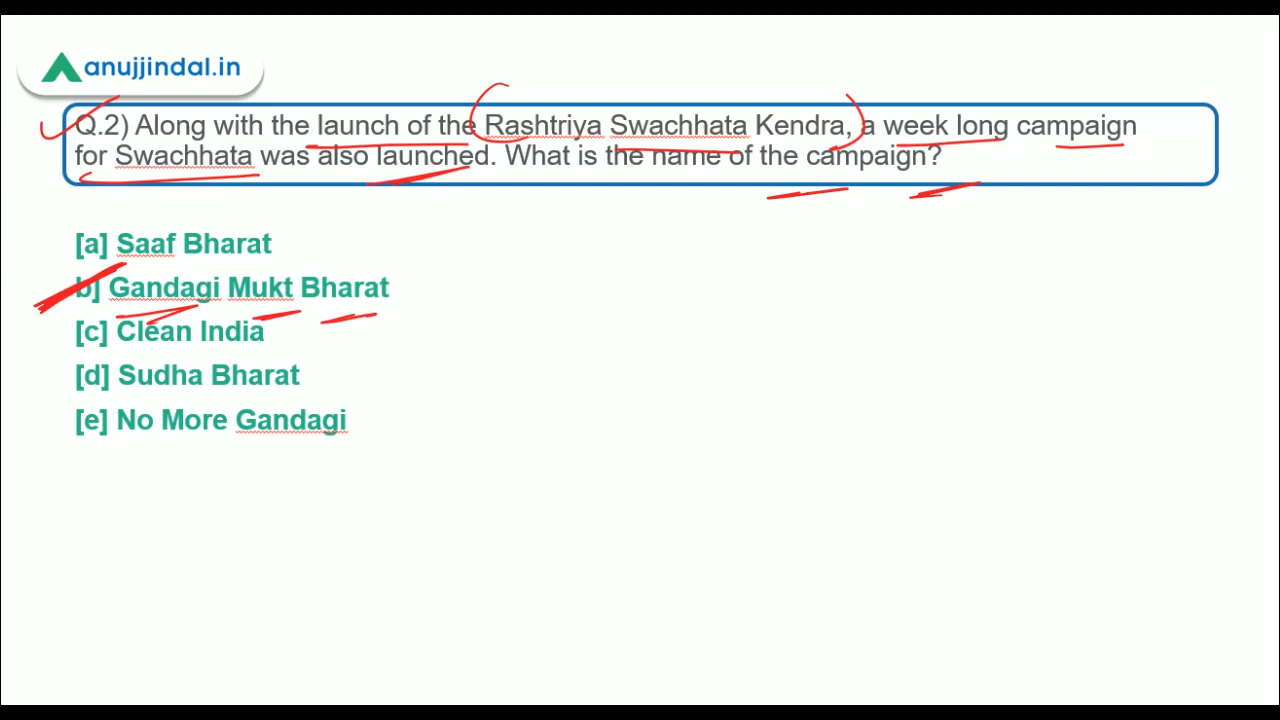 anujjindal.in
Q.2) Along with the launch of the Rashtriya Swachhata Kendra, a week long campaign
for Swachhata was also launched. What is the name of the campaign?
[a] Saaf Bharat
b] Gandagi Mukt Bharat
[c] Clean India
[d] Sudha Bharat
[e] No More Gandagi